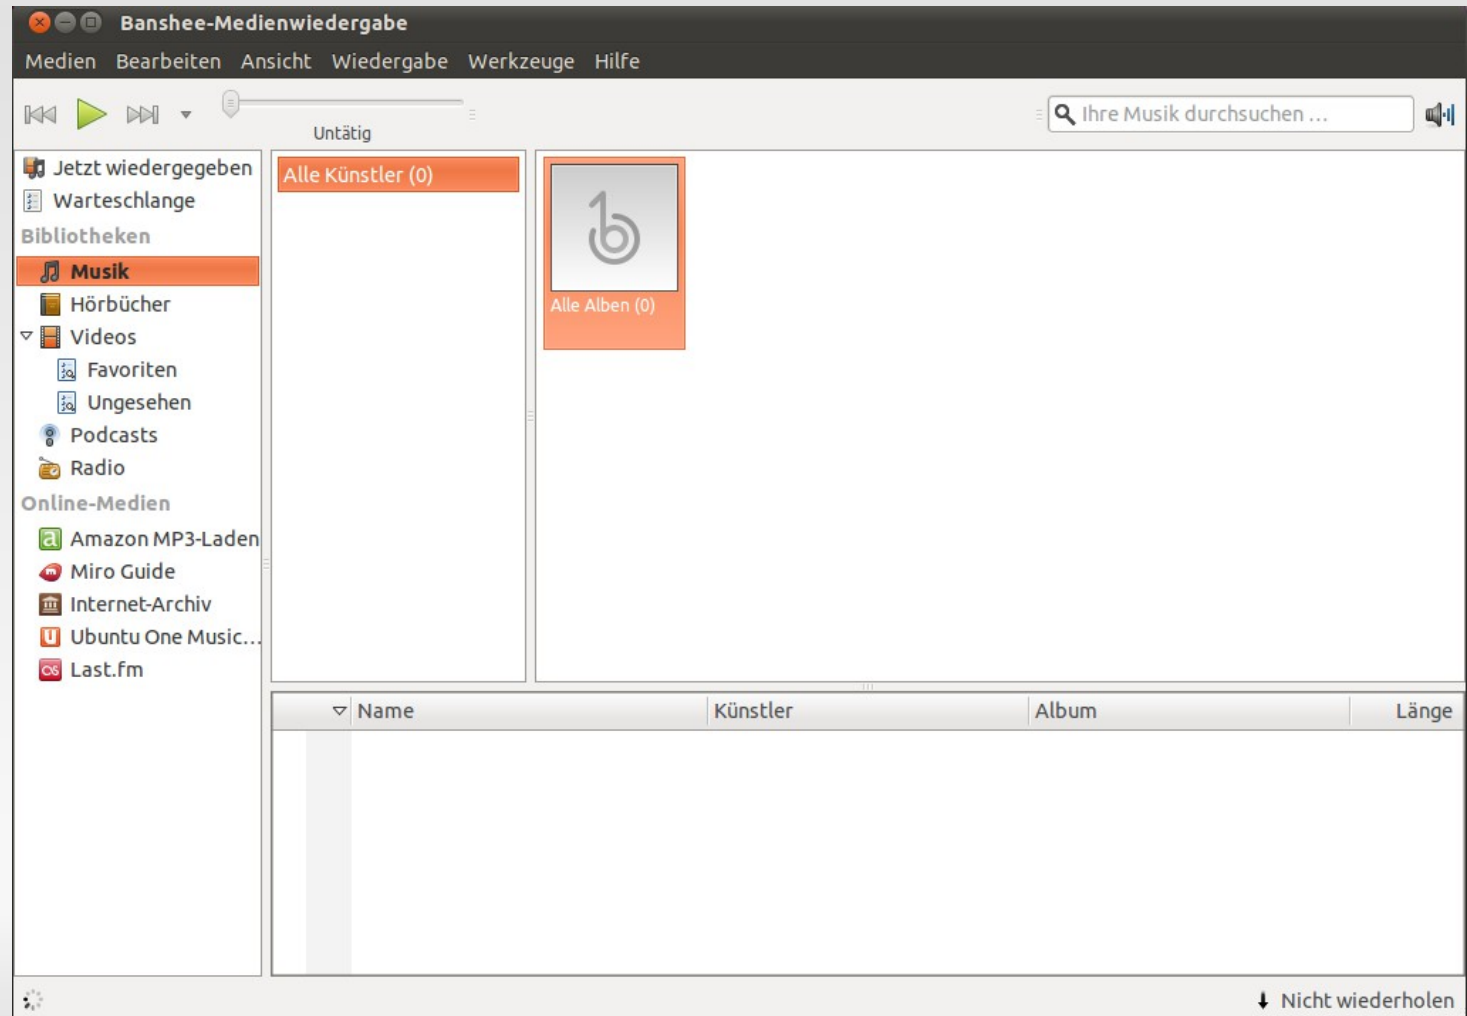 Banshee-Medienwiedergabe
Medien Bearbeiten Ansicht Wiedergabe Werkzeuge Hilfe
Untätig
Ihre Musik durchsuchen ...
Jetzt wiedergegeben
Warteschlange
Bibliotheken
Musik
Hörbücher
Videos
Favoriten
Ungesehen
Podcasts
Radio
Online-Medien
Amazon MP3-Laden
Miro Guide
Internet-Archiv
Ubuntu One Music...
Last.fm
Alle Künstler (0)
Alle Alben (0)
Name Künstler Album Länge
Nicht wiederholen